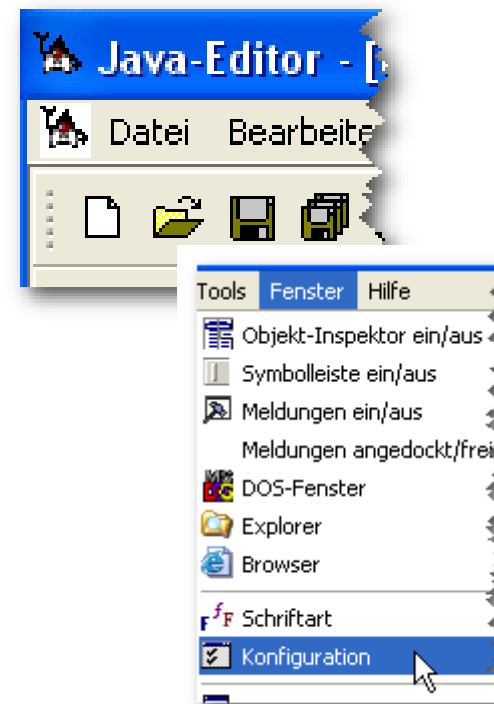 Java-Editor - [
Datei Bearbeite
Tools Fenster Hilfe
Objekt-Inspektor ein/aus
Symbolleiste ein/aus
Meldungen ein/aus
Meldungen angedockt/frei
DOS-Fenster
Explorer
Browser
Schriftart
Konfiguration